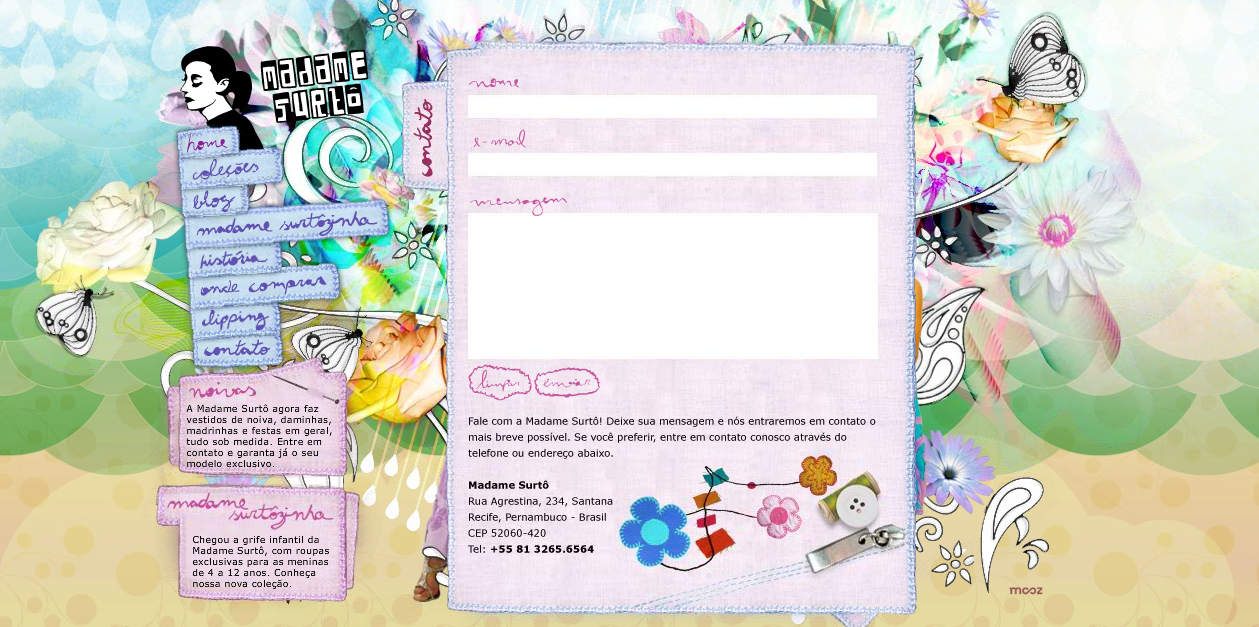 madame
surtô
home
coleções
blog
madame surtôzinha
história
onde comprar
clipping
contato
noivas
A Madame Surtô agora faz
vestidos de noiva, daminhas,
madrinhas e festas em geral,
tudo sob medida. Entre em
contato e garanta já o seu
modelo exclusivo.
madame
surtôzinha
Chegou a grife infantil da
Madame Surtô, com roupas
exclusivas para as meninas
de 4 a 12 anos. Conheça
nossa nova coleção.
contato
nome
e-mail
mensagem
limpar enviar
Fale com a Madame Surtô! Deixe sua mensagem e nós entraremos em contato o
mais breve possível. Se você preferir, entre em contato conosco através do
telefone ou endereço abaixo.
Madame Surtô
Rua Agrestina, 234, Santana
Recife, Pernambuco - Brasil
CEP 52060-420
Tel: +55 81 3265.6564
mooz